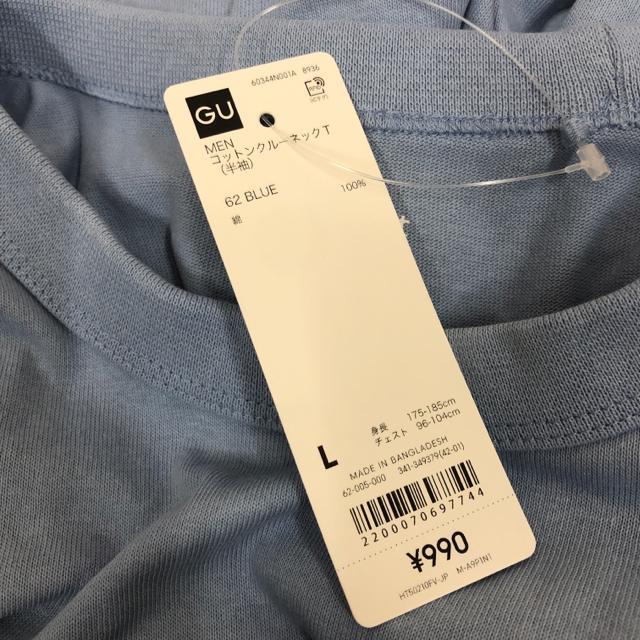 60344N001A 8936
GU
RFID
MEN
コットンクルーネックT
(半袖)
62 BLUE
綿 100%
L
身長 175-185cm
チェスト 96-104cm
MADE IN BANGLADESH
62-005-000 341-349379(42-01)
2200070697744
¥990
HT50210FV-JP M-A9P1N1